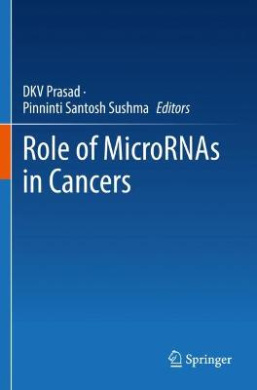 DKV Prasad ·
Pinninti Santosh Sushma Editors
Role of MicroRNAs
in Cancers
Springer